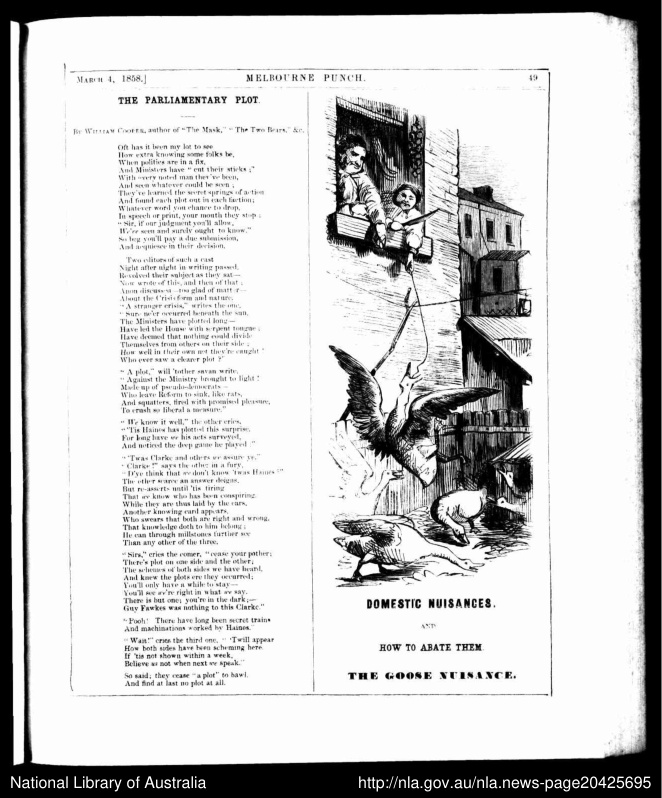 MARCH 4, 1858.]
MELBOURNE PUNCH.
49
THE PARLIAMENTARY PLOT.
By WILLIAM COOPER, author of "The Mask," "The Two Bears," &c.
Oft has it been my lot to see
How extra knowing some folks be,
When politics are in a fix,
And Ministers have "cut their sticks;"
With every noted man they've been,
And seen whatever could be seen;
They've learned the secret springs of action
And found each plot out in each faction;
Whatever word you chance to drop,
In speech or print, your mouth they stop;
"Sir, if our judgment you'll allow,
We've seen and surely ought to know,"
So beg you'll pay a due submission,
And acquiesce in their decision.
Two editors of such a cast
Night after night in writing passed,
Revolved their subject as they sat—
Now wrote of this, and then of that;
Anon discuss'd—too glad of matter—
About the Crisis form and nature.
"A stranger crisis," writes the one,
"Sure ne'er occurred beneath the sun,
The Ministers have plotted long—
Have led the House with serpent tongue;
Have deemed that nothing could divide
Themselves from others on their side;
How well in their own net they're caught!
Who ever saw a clearer plot?"
"A plot," will 'tother savan write,
"Against the Ministry brought to light!
Made up of pseudo-democrats—
Who leave Reform to sink, like rats,
And squatters, fired with promised pleasure,
To crush so liberal a measure."
"We know it well," the other cries,
"'Tis Haines has plotted this surprise,
For long have we his acts surveyed,
And noticed the deep game he played."
"'Twas Clarke and others we assure ye,"
"Clarke!" says the other in a fury,
"D'ye think that we don't know 'twas Haines?"
The other scarce an answer deigns,
But re-asserts until 'tis tiring
That we know who has been conspiring.
While they are thus laid by the ears,
Another knowing card appears,
Who swears that both are right and wrong,
That knowledge doth to him belong;
He can through millstones further see
Than any other of the three.
"Sirs," cries the comer, "cease your pother;
There's plot on one side and the other;
The schemes of both sides we have heard,
And knew the plots ere they occurred;
You'll only have a while to stay—
You'll see we're right in what we say.
There is but one; you're in the dark;—
Guy Fawkes was nothing to this Clarke."
"Pooh! There have long been secret trains
And machinations worked by Haines."
"Wait!" cries the third one, "'Twill appear
How both sides have been scheming here.
If 'tis not shown within a week,
Believe us not when next we speak."
So said; they cease "a plot" to bawl,
And find at last no plot at all.
DOMESTIC NUISANCES.
AND
HOW TO ABATE THEM.
THE GOOSE NUISANCE.
National Library of Australia
http://nla.gov.au/nla.news-page20425695